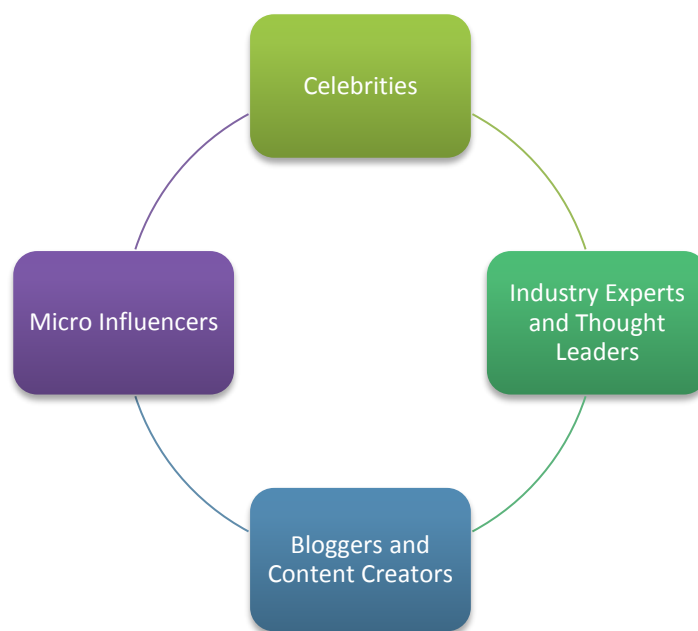 Celebrities
Industry Experts
and Thought
Leaders
Bloggers and
Content Creators
Micro Influencers